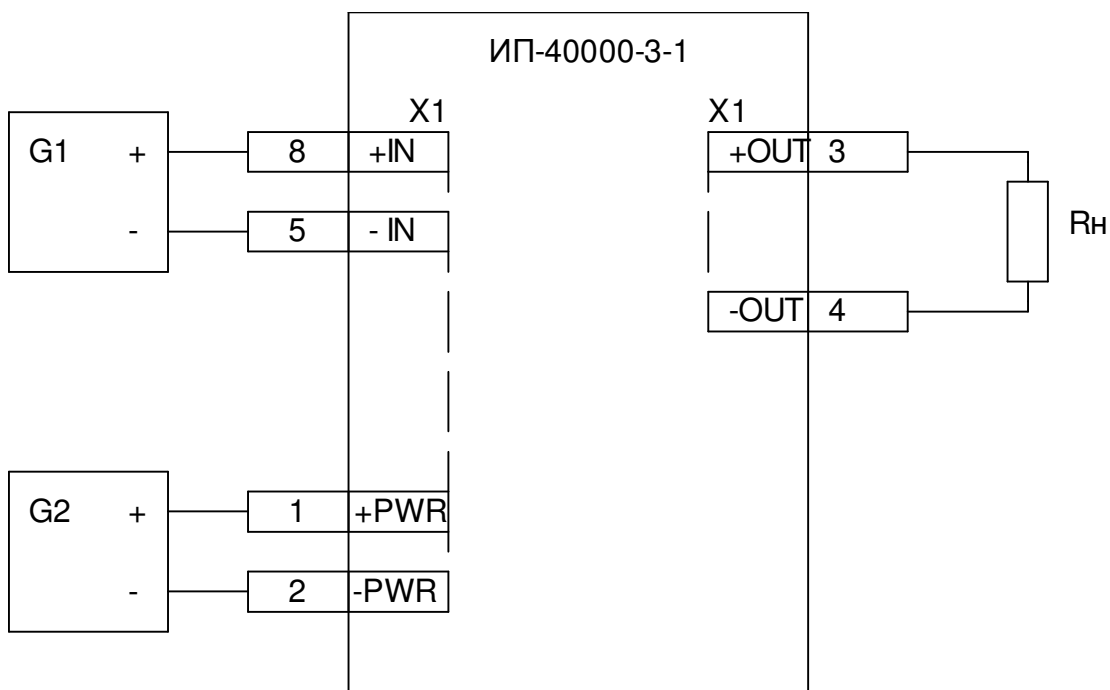 ИП-40000-3-1
X1 X1
G1 + 8 +IN +OUT 3
- 5 - IN Rн
-OUT 4
G2 + 1 +PWR
- 2 -PWR